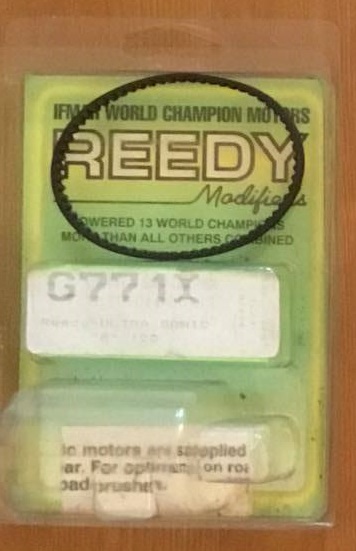 IFMAR WORLD CHAMPION MOTORS
REEDY
Modifieds
POWERED 13 WORLD CHAMPIONS
MORE THAN ALL OTHERS COMBINED
G771X
SONIC
motors are supplied
ar. For optimum on roa
oad brushes.